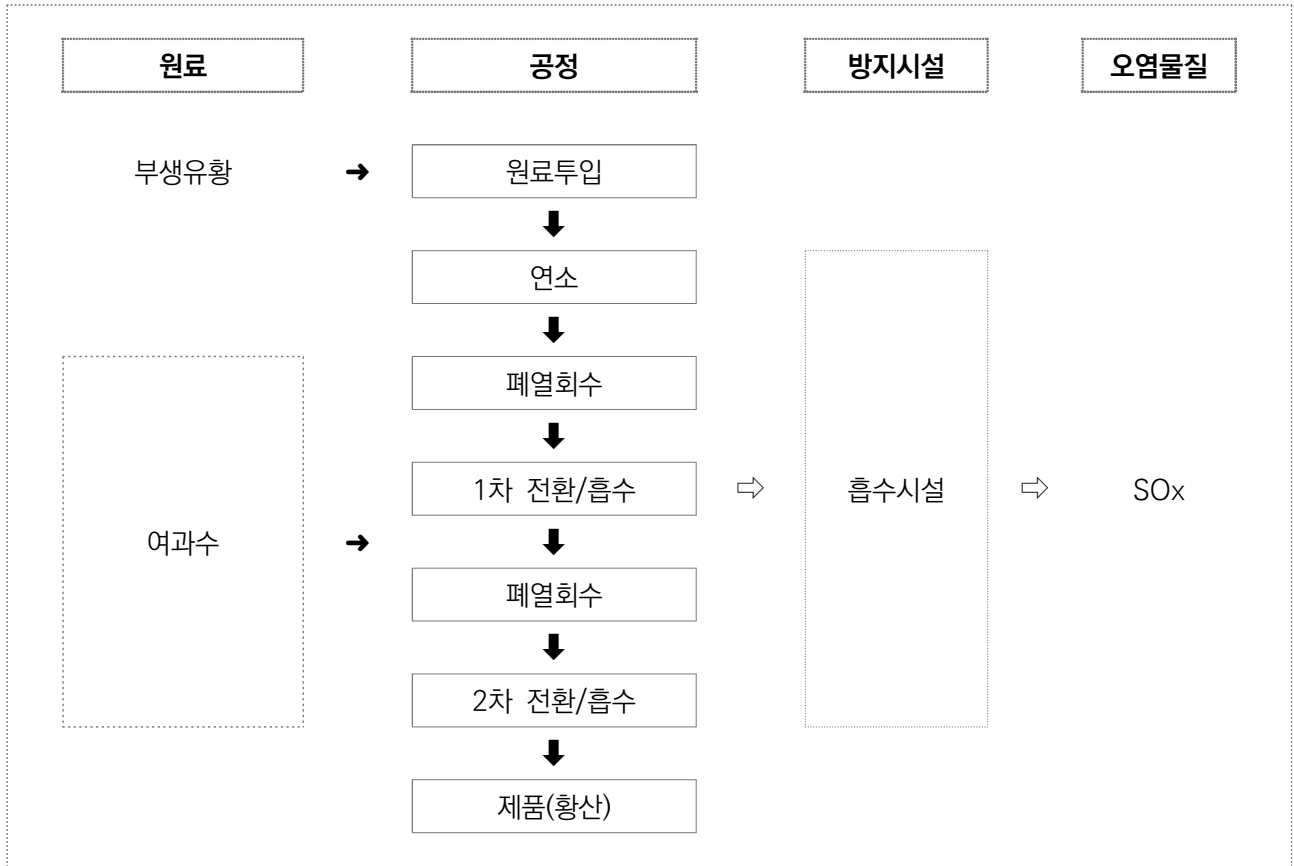 원료 공정 방지시설 오염물질
부생유황 ➜ 원료투입
⬇
연소
⬇
폐열회수
⬇
1차 전환/흡수 ⇨ 흡수시설 ⇨ SOx
여과수 ➜ ⬇
폐열회수
⬇
2차 전환/흡수
⬇
제품(황산)